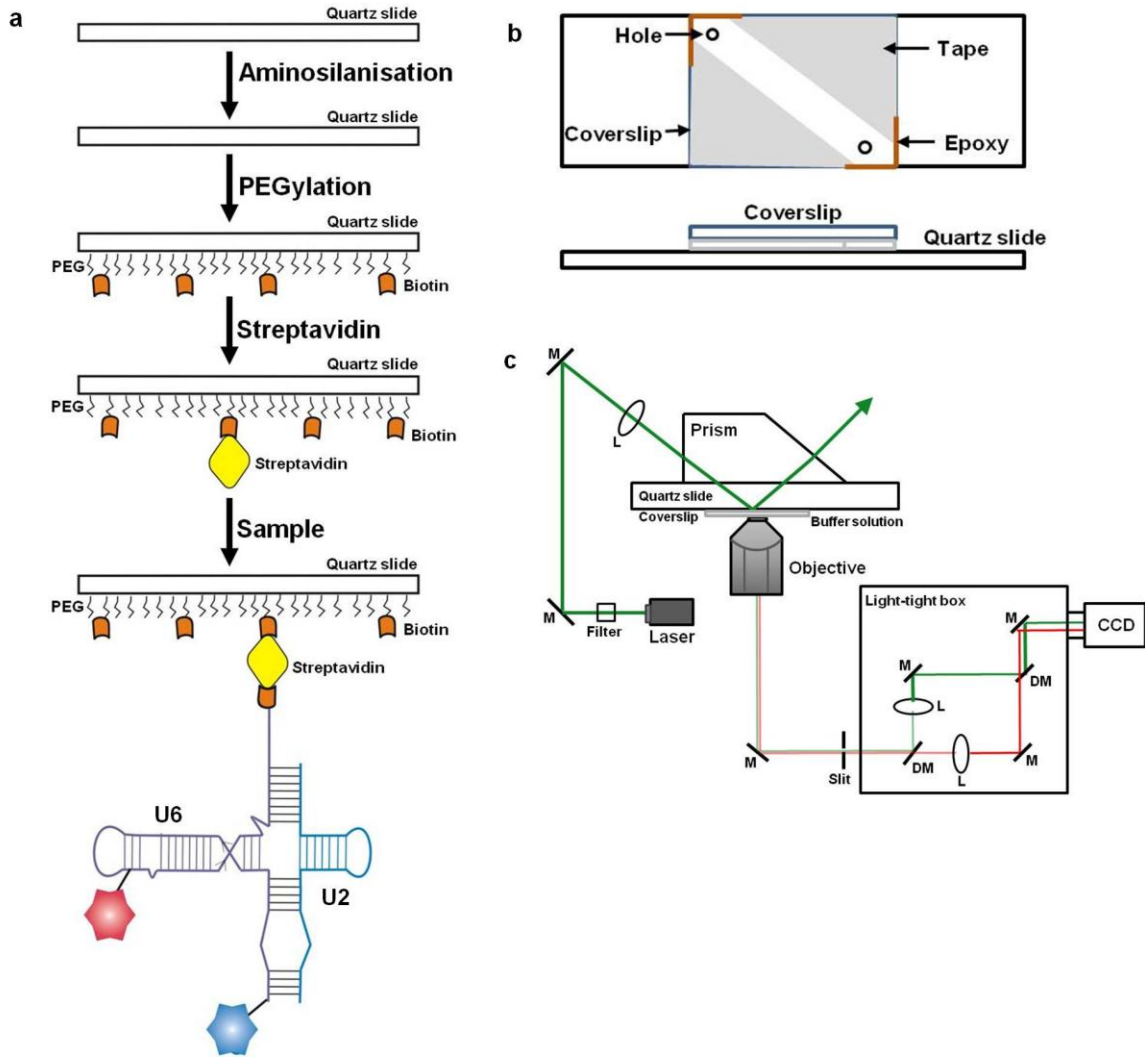 a
Quartz slide
Aminosilanisation
Quartz slide
PEGylation
Quartz slide
PEG
Biotin
Streptavidin
Quartz slide
PEG
Biotin
Streptavidin
Sample
Quartz slide
PEG
Biotin
Streptavidin
U6
U2
b
Hole
Tape
Coverslip
Epoxy
Coverslip
Quartz slide
c
M
L
Prism
Quartz slide
Coverslip
Buffer solution
Objective
M
Filter
Laser
Light-tight box
M
CCD
M
DM
L
M
Slit
DM
L
M